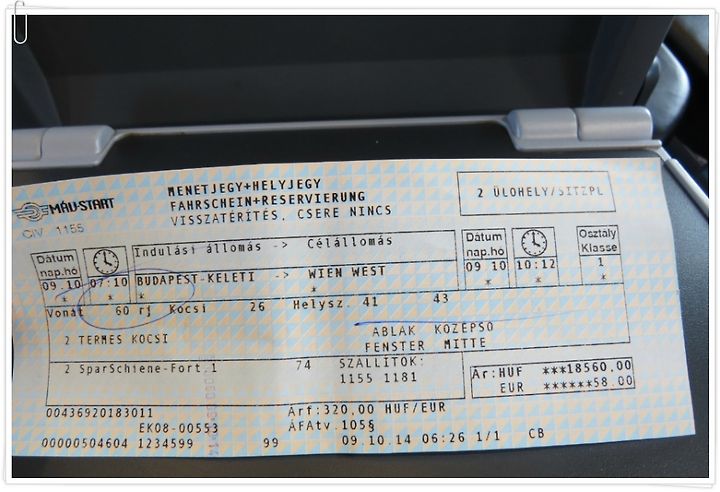 MÁV-START
CIV 1155
MENETJEGY+HELYJEGY
FAHRSCHEIN+RESERVIERUNG
VISSZATÉRÍTÉS, CSERE NINCS
2 ÜLŐHELY/SITZPL
Dátum nap.hó
09.10 07:10
* *
Indulási állomás -> Célállomás
BUDAPEST-KELETI -> WIEN WEST
* *
Dátum nap.hó
09.10 10:12
* *
Osztály Klasse
1
*
Vonat 60 rj Kocsi 26 Helysz. 41 43
2 TERMES KOCSI
ABLAK KÖZÉPSŐ
FENSTER MITTE
2 SparSchiene-Fort.1 74
SZÁLLÍTÓK:
1155 1181
Ár:HUF ***18560,00
EUR ******58.00
00436920183011 Árf:320,00 HUF/EUR
EK08-00553 ÁFAtv.105§
00000504604 1234599 99 09.10.14 06:26 1/1 CB